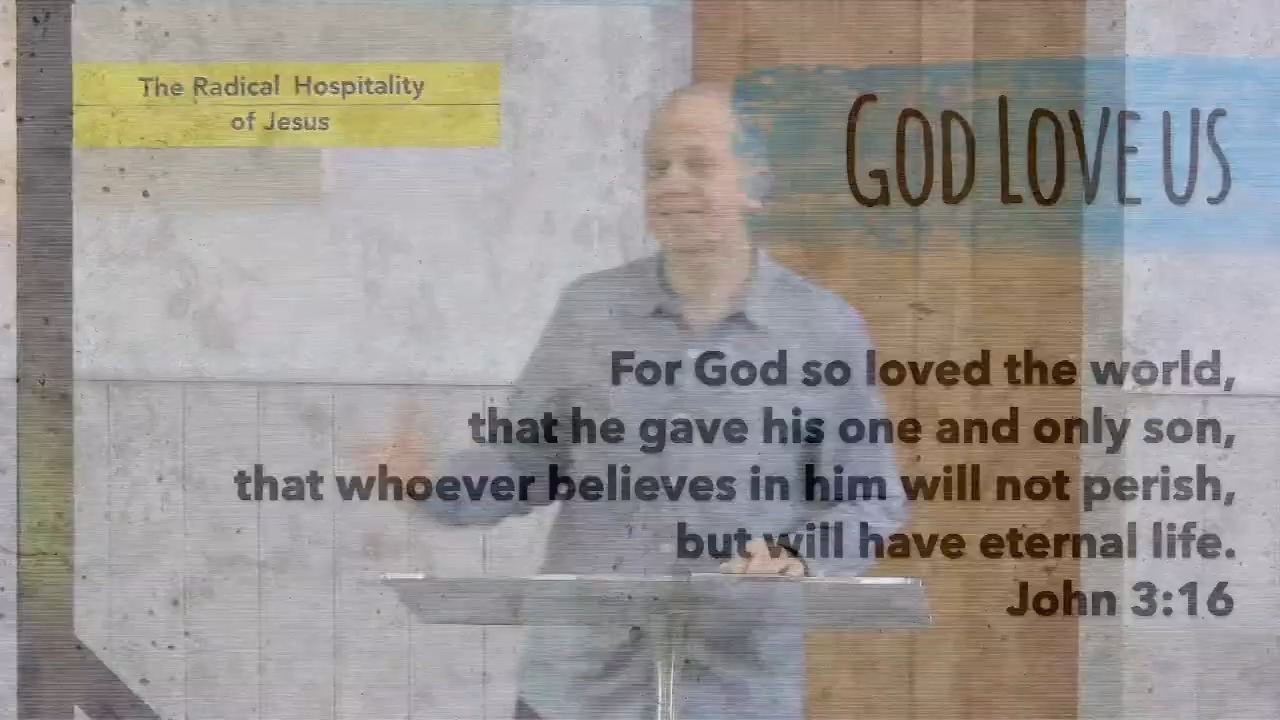 The Radical Hospitality
of Jesus
GOD LOVE US
For God so loved the world,
that he gave his one and only son,
that whoever believes in him will not perish,
but will have eternal life.
John 3:16